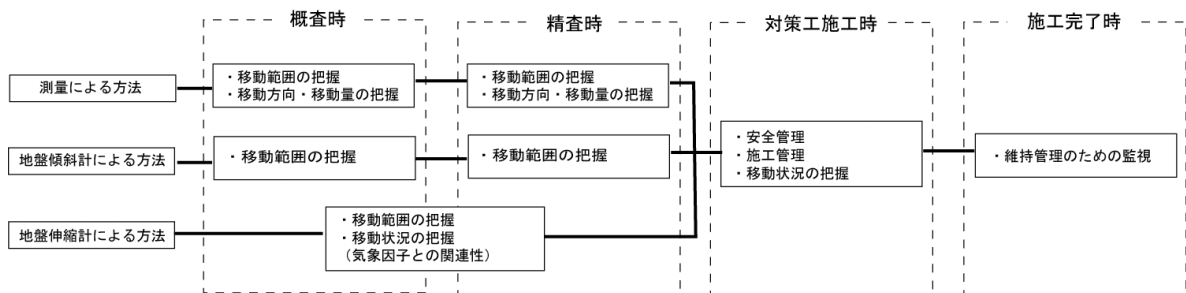 概査時
精査時
対策工施工時
施工完了時
測量による方法
・移動範囲の把握
・移動方向・移動量の把握
・移動範囲の把握
・移動方向・移動量の把握
地盤傾斜計による方法
・移動範囲の把握
・移動範囲の把握
・安全管理
・施工管理
・移動状況の把握
・維持管理のための監視
地盤伸縮計による方法
・移動範囲の把握
・移動状況の把握
（気象因子との関連性）